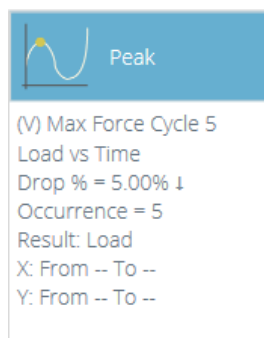 Peak
(V) Max Force Cycle 5
Load vs Time
Drop % = 5.00% ↓
Occurrence = 5
Result: Load
X: From -- To --
Y: From -- To --